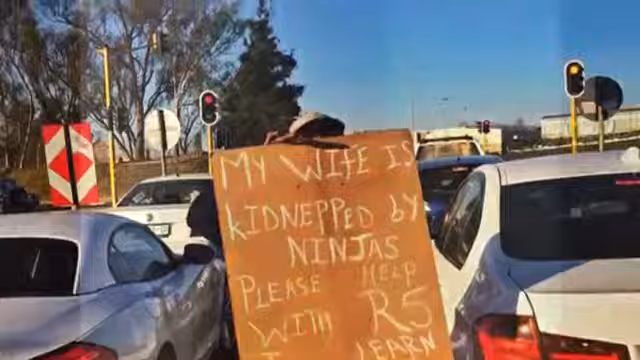 MY WIFE IS
KIDNEPPED by
NINJAS
PLEASE HELP
WITH R5
LEARN